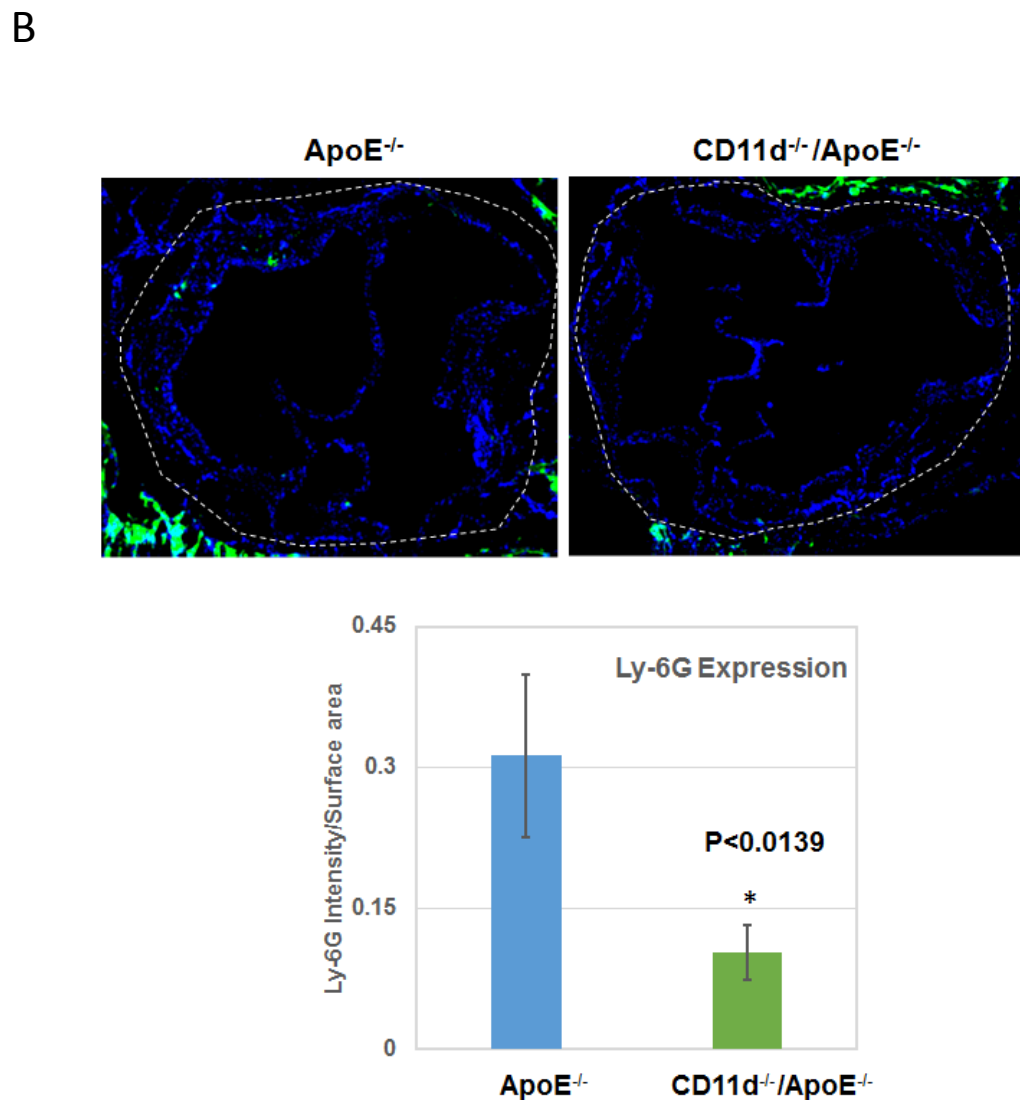 B
ApoE⁻/⁻
CD11d⁻/⁻/ApoE⁻/⁻
Ly-6G Intensity/Surface area
0.45
0.3
0.15
0
Ly-6G Expression
P<0.0139
*
ApoE⁻/⁻
CD11d⁻/⁻/ApoE⁻/⁻